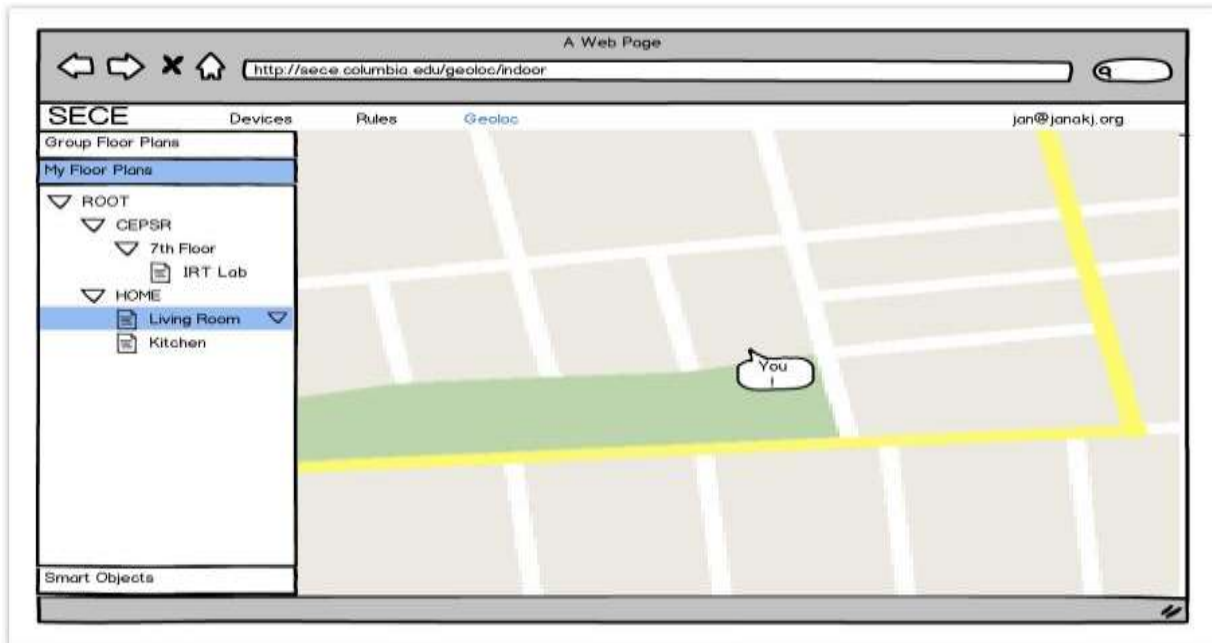 A Web Page
http://sece.columbia.edu/geoloc/indoor
SECE Devices Rules Geoloc jan@janakj.org
Group Floor Plans
My Floor Plans
ROOT
CEPSR
7th Floor
IRT Lab
HOME
Living Room
Kitchen
You
!
Smart Objects